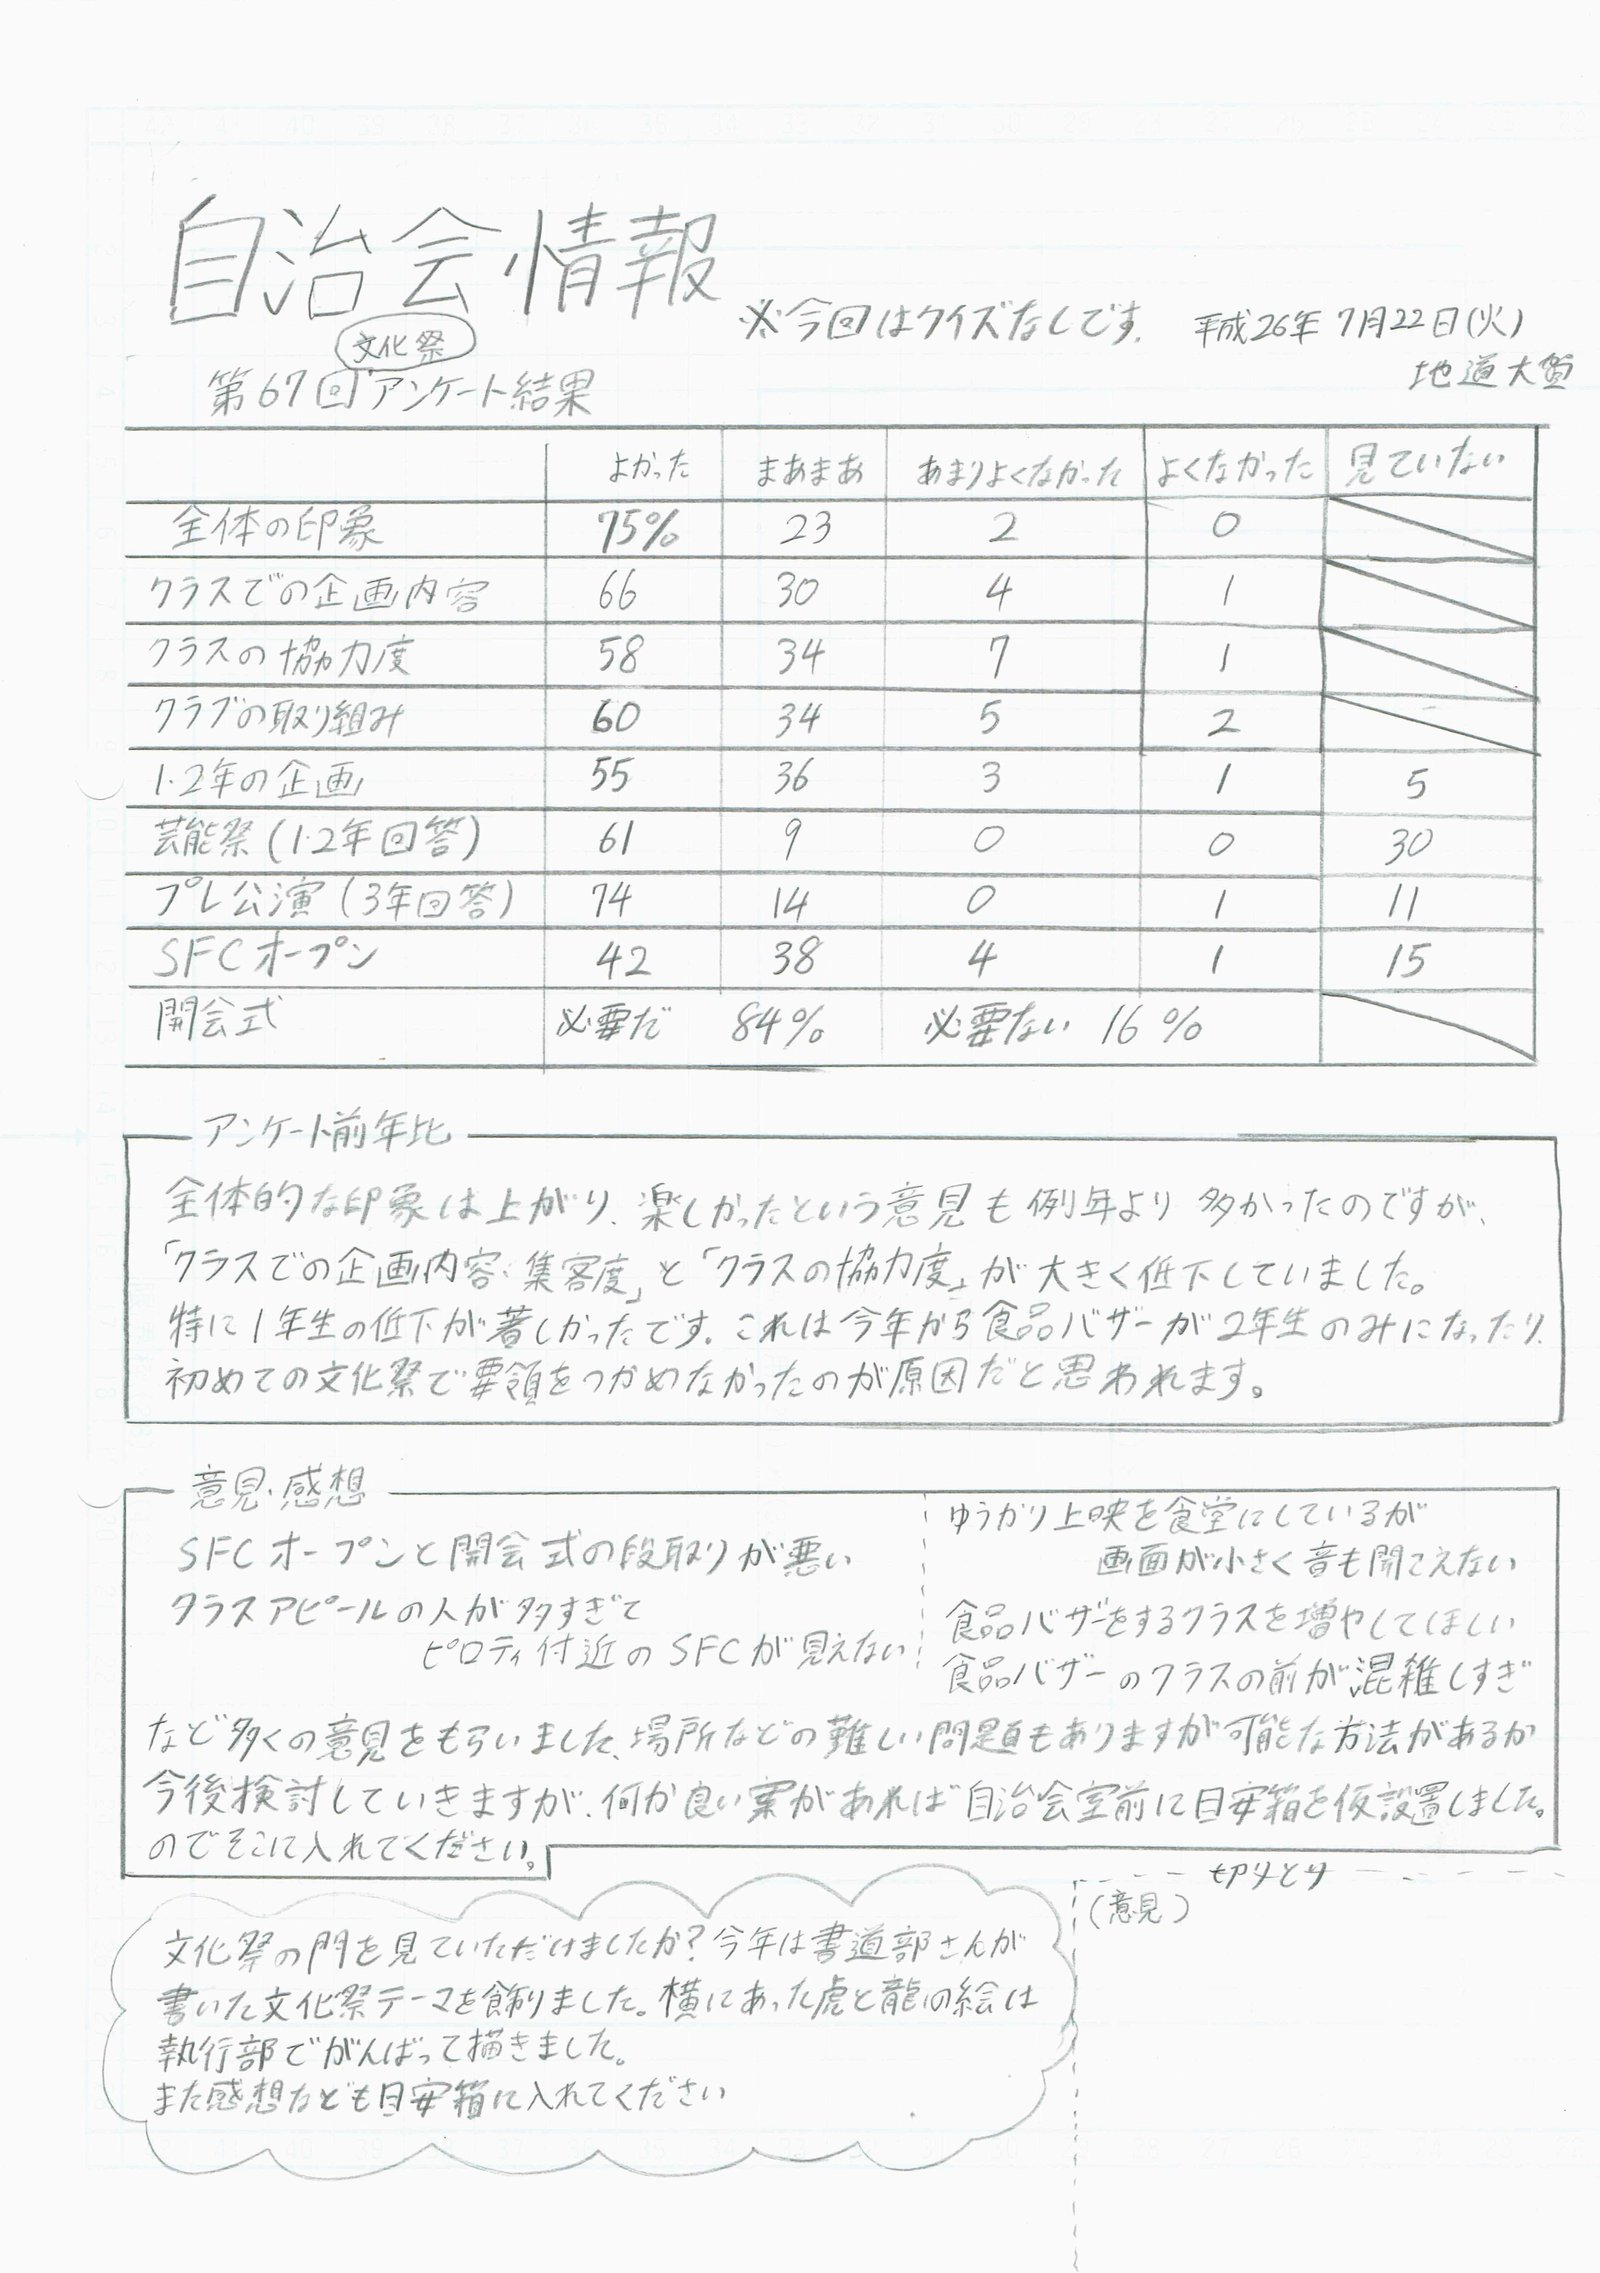 自治会情報
※今回はクイズなしです. 平成26年 7月22日(火)
地道大賀
文化祭
第67回アンケート結果
よかった まあまあ あまりよくなかった よくなかった 見ていない
全体の印象 75% 23 2 0
クラスでの企画内容 66 30 4 1
クラスの協力度 58 34 7 1
クラブの取り組み 60 34 5 2
1・2年の企画 55 36 3 1 5
芸能祭(1・2年回答) 61 9 0 0 30
プレ公演(3年回答) 74 14 0 1 11
SFCオープン 42 38 4 1 15
開会式 必要だ 84% 必要ない 16%
アンケート前年比
全体的な印象は上がり、楽しかったという意見も例年より多かったのですが、
「クラスでの企画内容・集客度」と「クラスの協力度」が大きく低下していました。
特に1年生の低下が著しかったです。これは今年から食品バザーが2年生のみになったり、
初めての文化祭で要領をつかめなかったのが原因だと思われます。
意見・感想
SFCオープンと開会式の段取りが悪い
クラスアピールの人が多すぎて
ピロティ付近のSFCが見えない
ゆうかり上映を食堂にしているが
画面が小さく音も聞こえない
食品バザーをするクラスを増やしてほしい
食品バザーのクラスの前が混雑しすぎ
など多くの意見をもらいました、場所などの難しい問題もありますが可能な方法があるか
今後検討していきますが、何か良い案があれば自治会室前に目安箱を仮設置しました。
のでそこに入れてください。
文化祭の門を見ていただけましたか?今年は書道部さんが
書いた文化祭テーマを飾りました。横にあった虎と龍の絵は
執行部でがんばって描きました。
また感想なども目安箱に入れてください
切りとり
(意見)